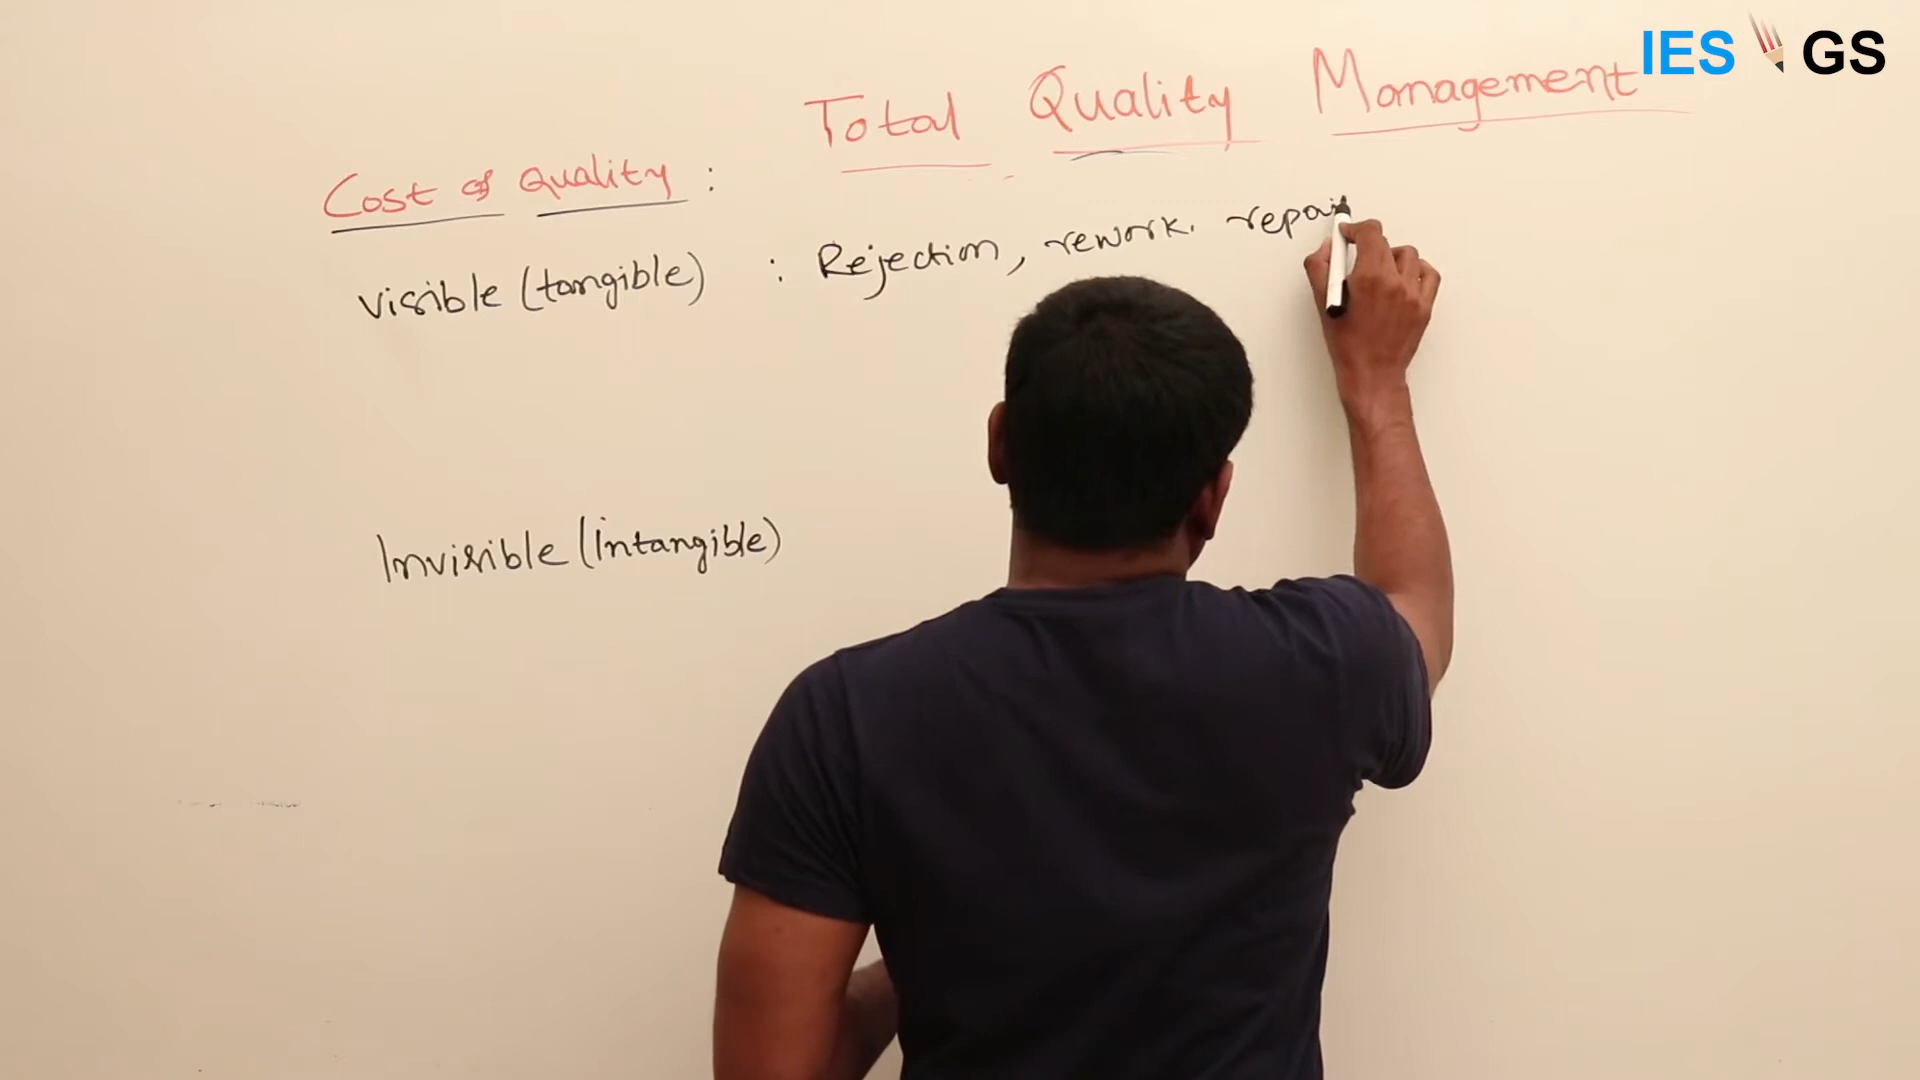 IES GS
Total Quality Management
Cost of Quality :
visible (tangible) : Rejection, rework. repai
Invisible (Intangible)